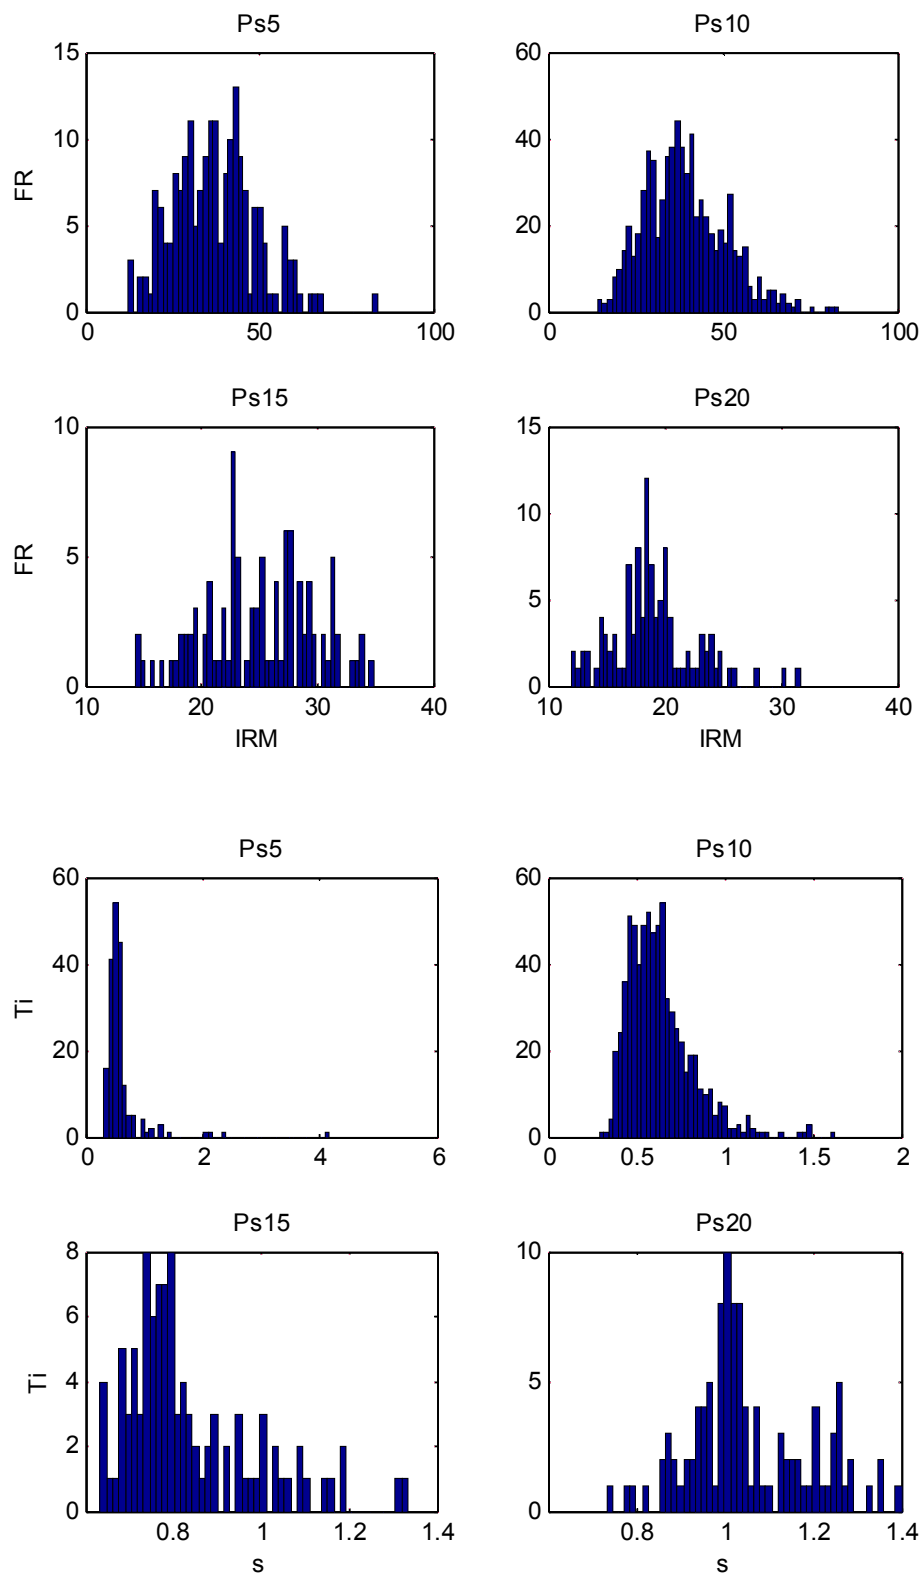 Ps5 Ps10
15 60
10 40
FR
5 20
0 0
0 50 100 0 50 100
Ps15 Ps20
10 15
10
FR
5
5
0 0
10 20 30 40 10 20 30 40
IRM IRM
Ps5 Ps10
60 60
40 40
Ti
20 20
0 0
0 2 4 6 0 0.5 1 1.5 2
Ps15 Ps20
8 10
6
Ti
4 5
2
0 0
0.8 1 1.2 1.4 0.8 1 1.2 1.4
s s